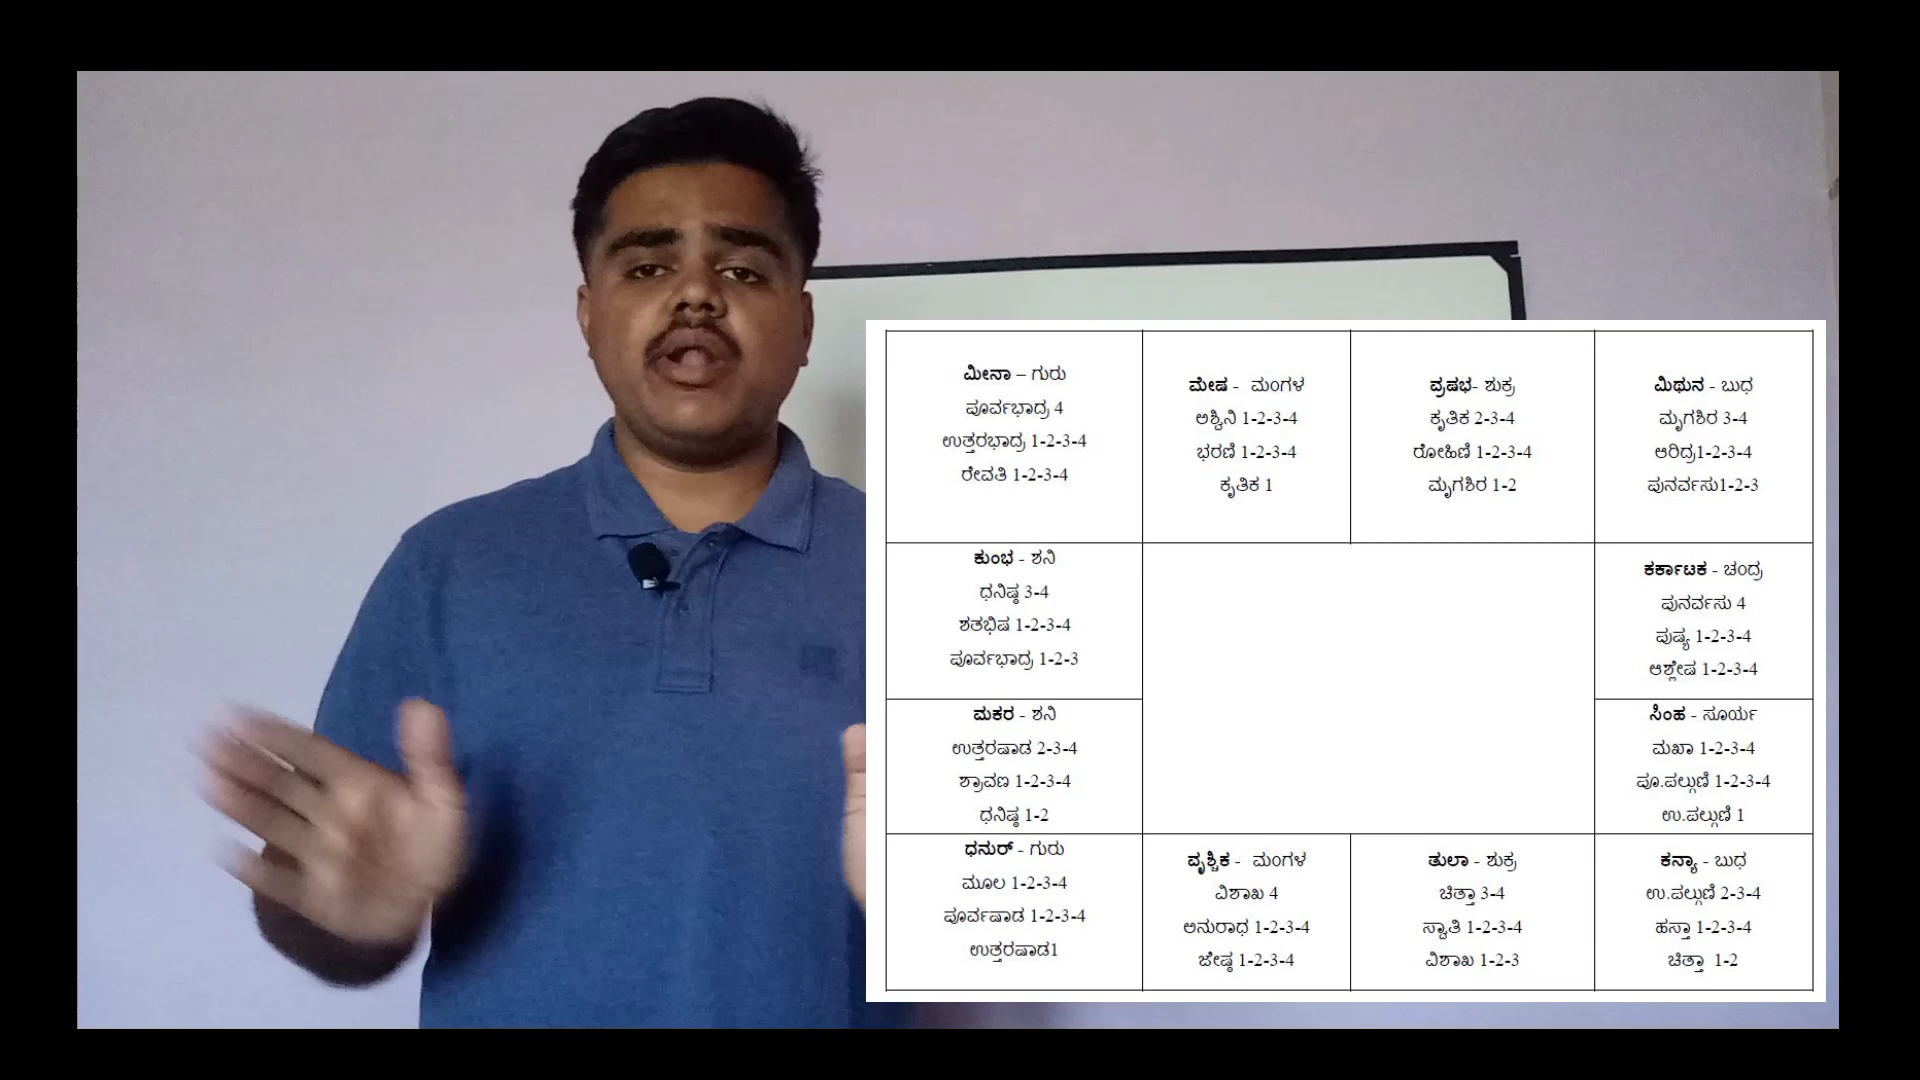 ಮೀನಾ – ಗುರು
ಪೂರ್ವಭಾದ್ರ 4
ಉತ್ತರಭಾದ್ರ 1-2-3-4
ರೇವತಿ 1-2-3-4
ಮೇಷ - ಮಂಗಳ
ಅಶ್ವಿನಿ 1-2-3-4
ಭರಣಿ 1-2-3-4
ಕೃತಿಕ 1
ವ್ರಷಭ- ಶುಕ್ರ
ಕೃತಿಕ 2-3-4
ರೋಹಿಣಿ 1-2-3-4
ಮೃಗಶಿರ 1-2
ಮಿಥುನ - ಬುಧ
ಮೃಗಶಿರ 3-4
ಆರಿದ್ರ1-2-3-4
ಪುನರ್ವಸು1-2-3
ಕುಂಭ - ಶನಿ
ಧನಿಷ್ಠ 3-4
ಶತಭಿಷ 1-2-3-4
ಪೂರ್ವಭಾದ್ರ 1-2-3
ಕರ್ಕಾಟಕ - ಚಂದ್ರ
ಪುನರ್ವಸು 4
ಪುಷ್ಯ 1-2-3-4
ಆಶ್ಲೇಷ 1-2-3-4
ಮಕರ - ಶನಿ
ಉತ್ತರಷಾಡ 2-3-4
ಶ್ರಾವಣ 1-2-3-4
ಧನಿಷ್ಠ 1-2
ಸಿಂಹ - ಸೂರ್ಯ
ಮಖಾ 1-2-3-4
ಪೂ.ಪಲ್ಗುಣಿ 1-2-3-4
ಉ.ಪಲ್ಗುಣಿ 1
ಧನುರ್ - ಗುರು
ಮೂಲ 1-2-3-4
ಪೂರ್ವಷಾಡ 1-2-3-4
ಉತ್ತರಷಾಡ1
ವೃಶ್ಚಿಕ - ಮಂಗಳ
ವಿಶಾಖ 4
ಅನುರಾಧ 1-2-3-4
ಜೇಷ್ಠ 1-2-3-4
ತುಲಾ - ಶುಕ್ರ
ಚಿತ್ತಾ 3-4
ಸ್ವಾತಿ 1-2-3-4
ವಿಶಾಖ 1-2-3
ಕನ್ಯಾ - ಬುಧ
ಉ.ಪಲ್ಗುಣಿ 2-3-4
ಹಸ್ತಾ 1-2-3-4
ಚಿತ್ತಾ 1-2